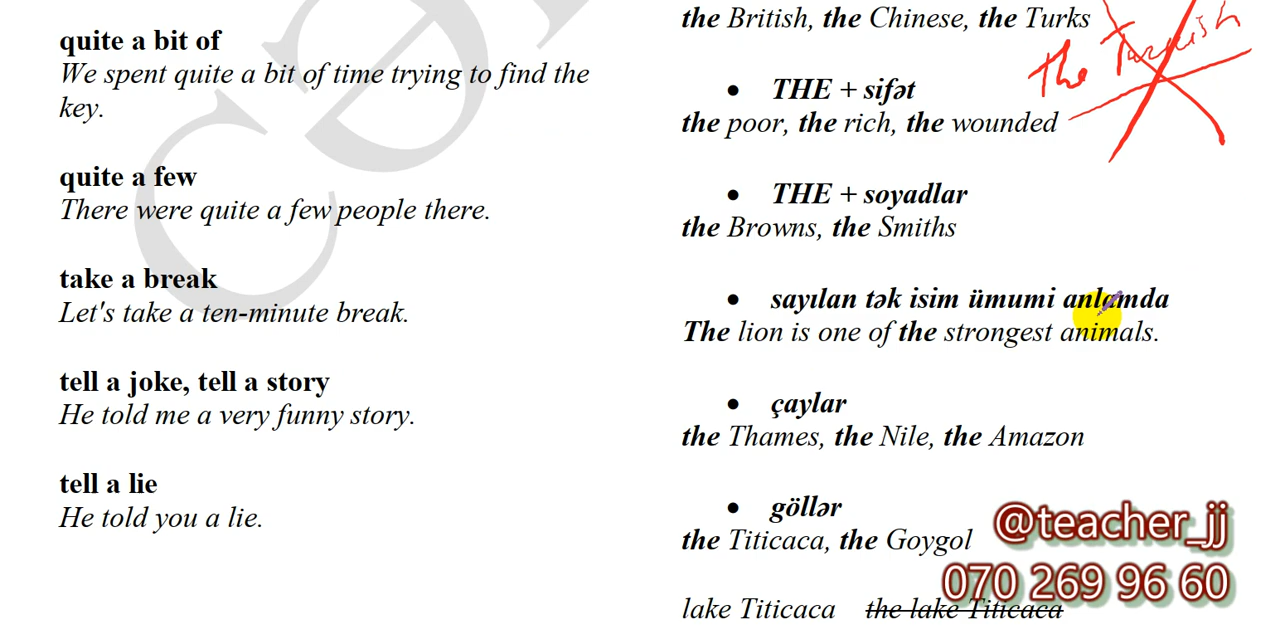 quite a bit of
We spent quite a bit of time trying to find the
key.
quite a few
There were quite a few people there.
take a break
Let's take a ten-minute break.
tell a joke, tell a story
He told me a very funny story.
tell a lie
He told you a lie.
the British, the Chinese, the Turks
the Turkish
• THE + sifət
the poor, the rich, the wounded
• THE + soyadlar
the Browns, the Smiths
• sayılan tək isim ümumi anlamda
The lion is one of the strongest animals.
• çaylar
the Thames, the Nile, the Amazon
• göllər
the Titicaca, the Goygol
lake Titicaca the lake Titicaca
@teacher_jj
070 269 96 60